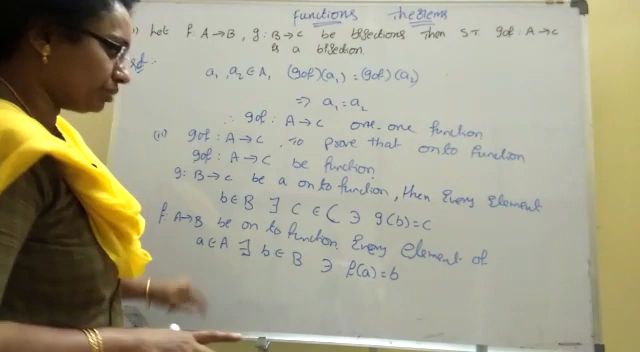 Functions Theorems
1) Let f: A→B, g: B→C be bijections Then S.T. gof: A→C
is a bijection
Sol:-
a₁, a₂ ∈ A, (gof)(a₁) = (gof)(a₂)
⇒ a₁ = a₂
∴ gof: A→C one-one function
(ii) gof: A→C, To prove that onto function
gof: A→C be function
g: B→C be a onto function, then Every element
b∈B ∃ C ∈ C ∋ g(b)=C
f: A→B be on to function Every element of
a∈A ∃ b∈B ∋ f(a)=b